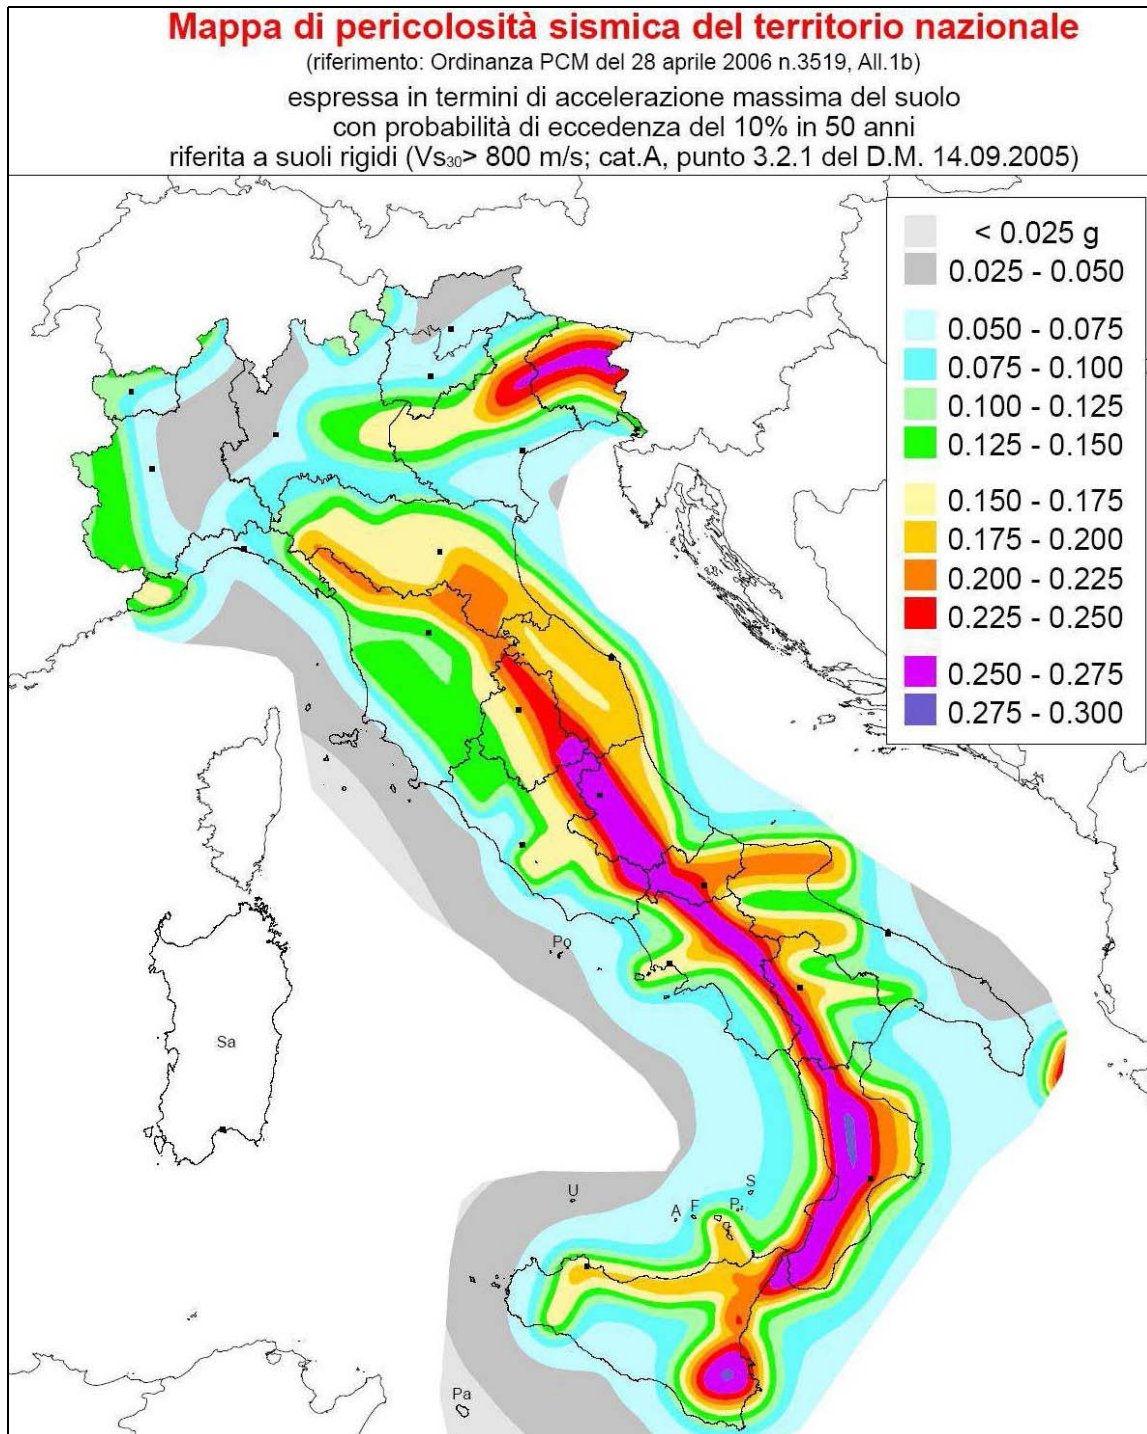 Mappa di pericolosità sismica del territorio nazionale
(riferimento: Ordinanza PCM del 28 aprile 2006 n.3519, All.1b)
espressa in termini di accelerazione massima del suolo
con probabilità di eccedenza del 10% in 50 anni
riferita a suoli rigidi (Vs30> 800 m/s; cat.A, punto 3.2.1 del D.M. 14.09.2005)
< 0.025 g
0.025 - 0.050
0.050 - 0.075
0.075 - 0.100
0.100 - 0.125
0.125 - 0.150
0.150 - 0.175
0.175 - 0.200
0.200 - 0.225
0.225 - 0.250
0.250 - 0.275
0.275 - 0.300
Po
Sa
S
U
A
F
P
Pa